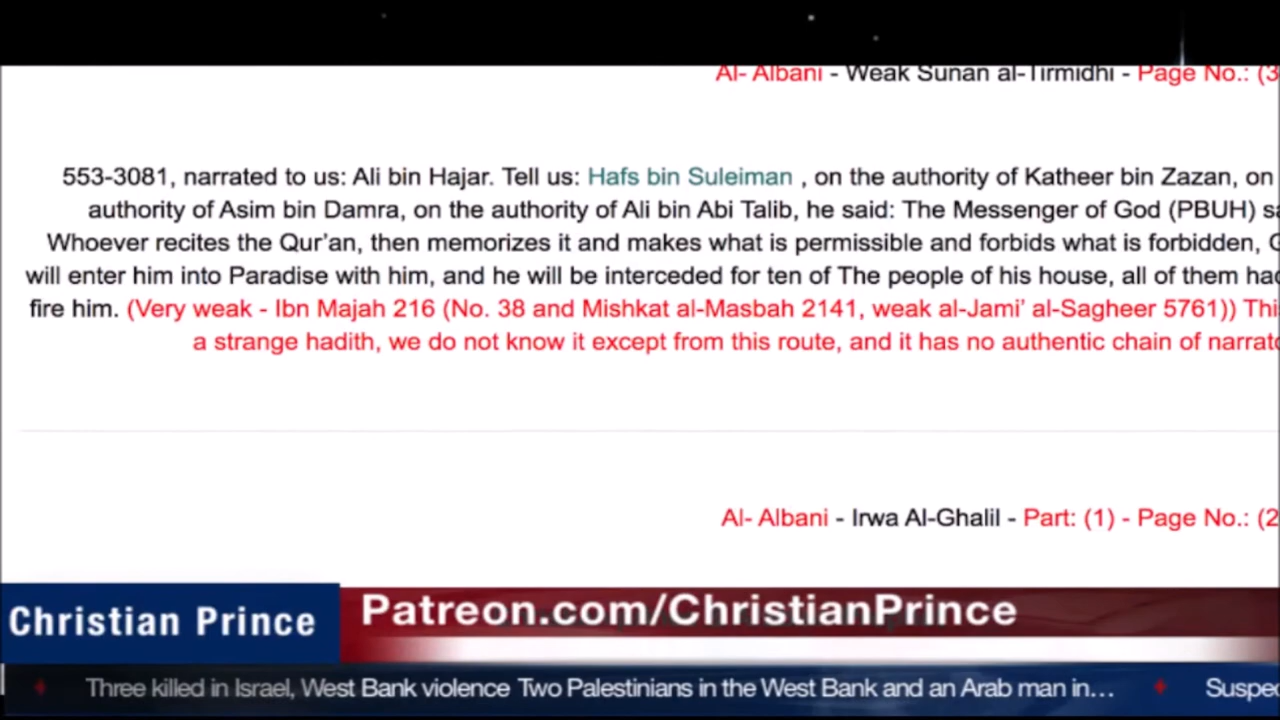 Al- Albani - Weak Sunan al-Tirmidhi - Page No.: (3
553-3081, narrated to us: Ali bin Hajar. Tell us: Hafs bin Suleiman , on the authority of Katheer bin Zazan, on
authority of Asim bin Damra, on the authority of Ali bin Abi Talib, he said: The Messenger of God (PBUH) sa
Whoever recites the Qur’an, then memorizes it and makes what is permissible and forbids what is forbidden, G
will enter him into Paradise with him, and he will be interceded for ten of The people of his house, all of them had
fire him. (Very weak - Ibn Majah 216 (No. 38 and Mishkat al-Masbah 2141, weak al-Jami’ al-Sagheer 5761)) Thi
a strange hadith, we do not know it except from this route, and it has no authentic chain of narrato
Al- Albani - Irwa Al-Ghalil - Part: (1) - Page No.: (2
Christian Prince
Patreon.com/ChristianPrince
Three killed in Israel, West Bank violence Two Palestinians in the West Bank and an Arab man in... Suspec